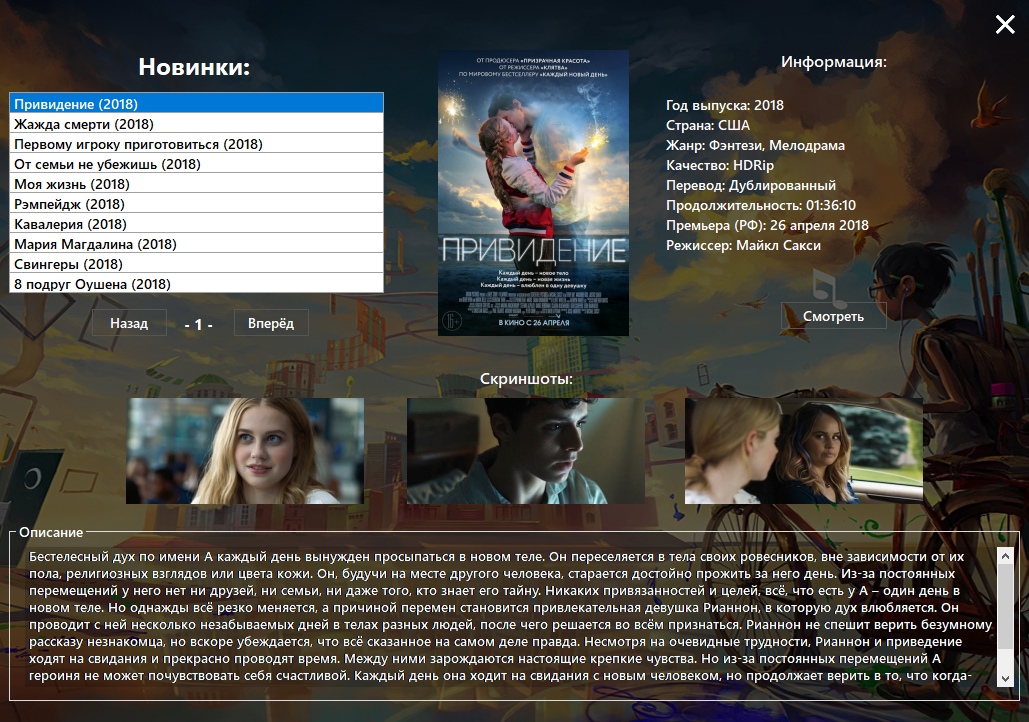 Новинки:
Привидение (2018)
Жажда смерти (2018)
Первому игроку приготовиться (2018)
От семьи не убежишь (2018)
Моя жизнь (2018)
Рэмпейдж (2018)
Кавалерия (2018)
Мария Магдалина (2018)
Свингеры (2018)
8 подруг Оушена (2018)
Назад
- 1 -
Вперёд
ОТ ПРОДЮСЕРА «ПРИЗРАЧНАЯ КРАСОТА»
ОТ РЕЖИССЕРА «КЛЯТВА»
ПО МИРОВОМУ БЕСТСЕЛЛЕРУ «КАЖДЫЙ НОВЫЙ ДЕНЬ»
ПРИВИДЕНИЕ
Каждый день – новое тело
Каждый день – новая жизнь
Каждый день – влюблен в одну девушку
16+
В КИНО С 26 АПРЕЛЯ
Информация:
Год выпуска: 2018
Страна: США
Жанр: Фэнтези, Мелодрама
Качество: HDRip
Перевод: Дублированный
Продолжительность: 01:36:10
Премьера (РФ): 26 апреля 2018
Режиссер: Майкл Сакси
Смотреть
Скриншоты:
Описание
Бестелесный дух по имени А каждый день вынужден просыпаться в новом теле. Он переселяется в тела своих ровесников, вне зависимости от их
пола, религиозных взглядов или цвета кожи. Он, будучи на месте другого человека, старается достойно прожить за него день. Из-за постоянных
перемещений у него нет ни друзей, ни семьи, ни даже того, кто знает его тайну. Никаких привязанностей и целей, всё, что есть у А – один день в
новом теле. Но однажды всё резко меняется, а причиной перемен становится привлекательная девушка Рианнон, в которую дух влюбляется. Он
проводит с ней несколько незабываемых дней в телах разных людей, после чего решается во всём признаться. Рианнон не спешит верить безумному
рассказу незнакомца, но вскоре убеждается, что всё сказанное на самом деле правда. Несмотря на очевидные трудности, Рианнон и приведение
ходят на свидания и прекрасно проводят время. Между ними зарождаются настоящие крепкие чувства. Но из-за постоянных перемещений А
героиня не может почувствовать себя счастливой. Каждый день она ходит на свидания с новым человеком, но продолжает верить в то, что когда-